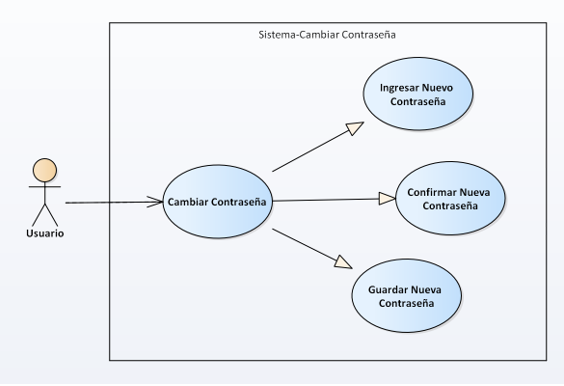 Sistema-Cambiar Contraseña
Ingresar Nuevo
Contraseña
Cambiar Contraseña
Confirmar Nueva
Contraseña
Usuario
Guardar Nueva
Contraseña